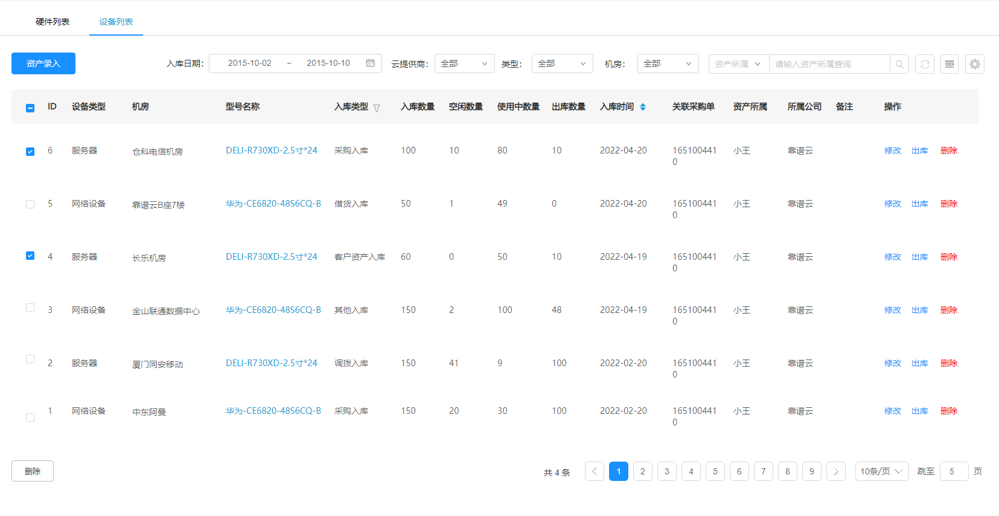 硬件列表 设备列表
资产录入 入库日期： 2015-10-02 ~ 2015-10-10 云提供商： 全部 类型： 全部 机房： 全部 资产所属 请输入资产所属查询
ID 设备类型 机房 型号名称 入库类型 入库数量 空闲数量 使用中数量 出库数量 入库时间 关联采购单 资产所属 所属公司 备注 操作
6 服务器 仓科电信机房 DELI-R730XD-2.5寸*24 采购入库 100 10 80 10 2022-04-20 165100441 小王 靠谱云 修改 出库 删除
0
5 网络设备 靠谱云B座7楼 华为-CE6820-48S6CQ-B 借货入库 50 1 49 0 2022-04-20 165100441 小王 靠谱云 修改 出库 删除
0
4 服务器 长乐机房 DELI-R730XD-2.5寸*24 客户资产入库 60 0 50 10 2022-04-19 165100441 小王 靠谱云 修改 出库 删除
0
3 网络设备 金山联通数据中心 华为-CE6820-48S6CQ-B 其他入库 150 2 100 48 2022-04-19 165100441 小王 靠谱云 修改 出库 删除
0
2 服务器 厦门同安移动 DELI-R730XD-2.5寸*24 调拨入库 150 41 9 100 2022-02-20 165100441 小王 靠谱云 修改 出库 删除
0
1 网络设备 中东阿曼 华为-CE6820-48S6CQ-B 采购入库 150 20 30 100 2022-02-20 165100441 小王 靠谱云 修改 出库 删除
0
删除 共 4 条 1 2 3 4 5 6 7 8 9 10条/页 跳至 5 页